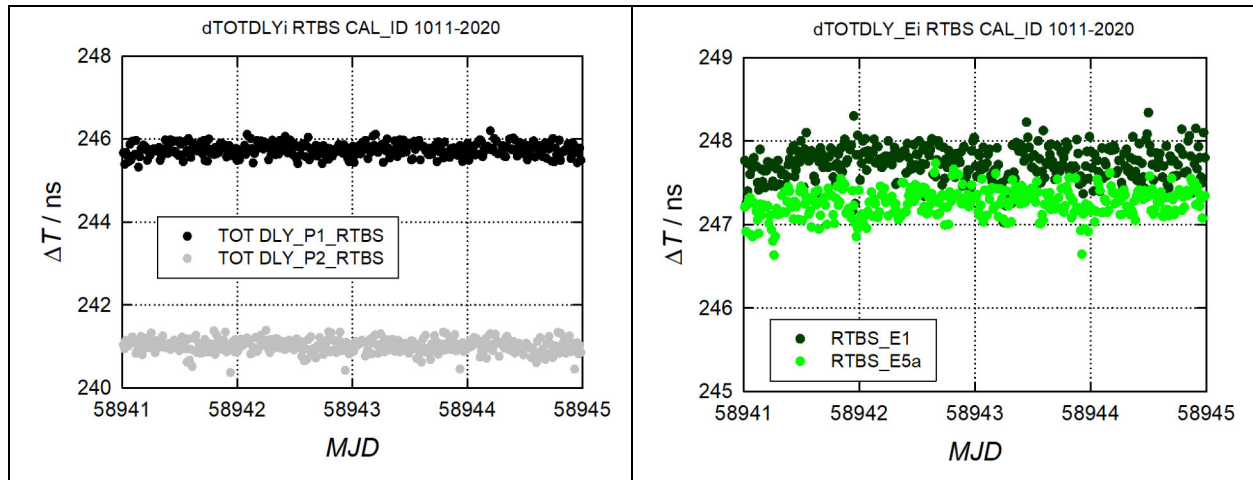 dTOTDLYi RTBS CAL_ID 1011-2020
248
246
244
242
240
ΔT / ns
TOT DLY_P1_RTBS
TOT DLY_P2_RTBS
58941 58942 58943 58944 58945
MJD
dTOTDLY_Ei RTBS CAL_ID 1011-2020
249
248
247
246
245
ΔT / ns
RTBS_E1
RTBS_E5a
58941 58942 58943 58944 58945
MJD